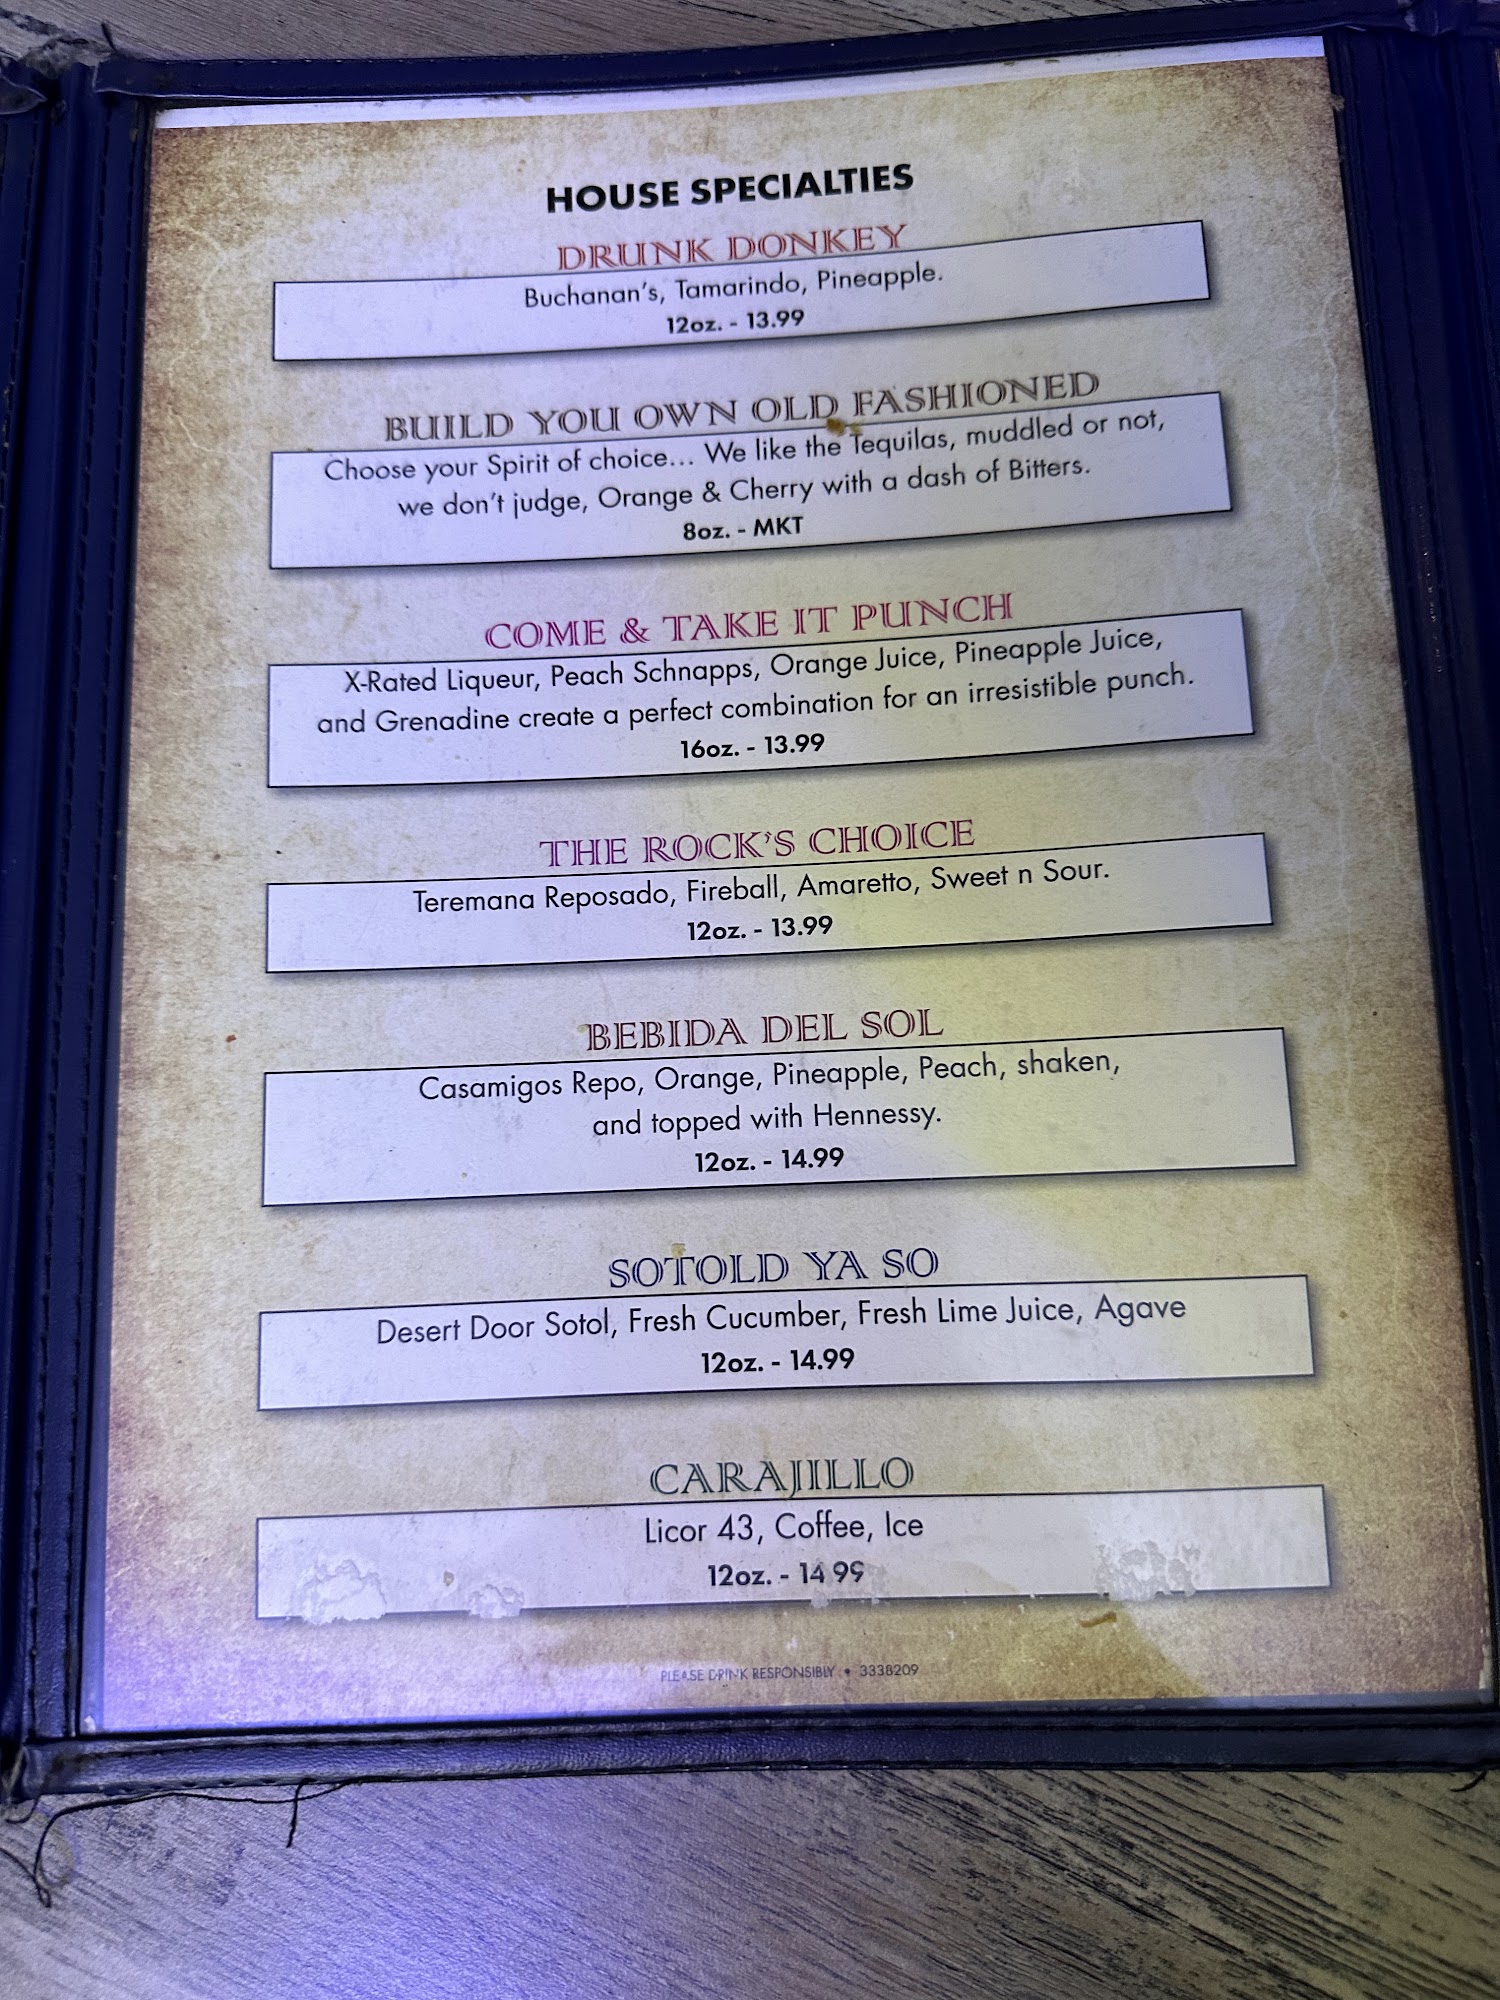 HOUSE SPECIALTIES
DRUNK DONKEY
Buchanan's, Tamarindo, Pineapple.
12oz. - 13.99
BUILD YOU OWN OLD FASHIONED
Choose your Spirit of choice... We like the Tequilas, muddled or not,
we don't judge, Orange & Cherry with a dash of Bitters.
8oz. - MKT
COME & TAKE IT PUNCH
X-Rated Liqueur, Peach Schnapps, Orange Juice, Pineapple Juice,
and Grenadine create a perfect combination for an irresistible punch.
16oz. - 13.99
THE ROCK'S CHOICE
Teremana Reposado, Fireball, Amaretto, Sweet n Sour.
12oz. - 13.99
BEBIDA DEL SOL
Casamigos Repo, Orange, Pineapple, Peach, shaken,
and topped with Hennessy.
12oz. - 14.99
SOTOLD YA SO
Desert Door Sotol, Fresh Cucumber, Fresh Lime Juice, Agave
12oz. - 14.99
CARAJILLO
Licor 43, Coffee, Ice
12oz. - 14 99
PLEASE DRINK RESPONSIBLY • 3338209